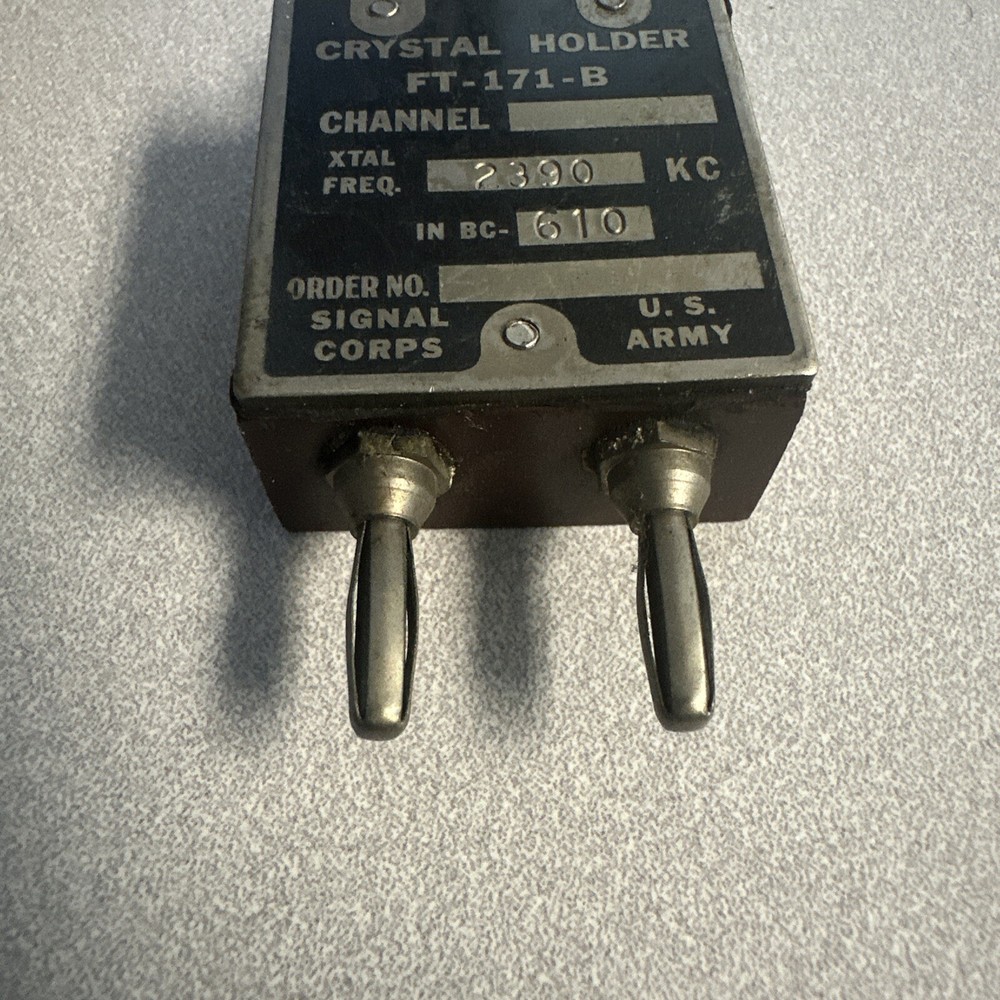 CRYSTAL HOLDER
FT-171-B
CHANNEL
XTAL FREQ. 2390 KC
IN BC- 610
ORDER NO.
SIGNAL CORPS
U. S. ARMY